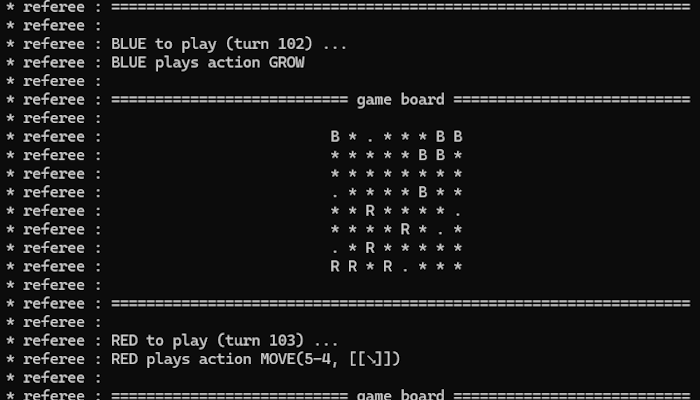 * referee : ==================================================================
* referee :
* referee : BLUE to play (turn 102) ...
* referee : BLUE plays action GROW
* referee :
* referee : =========================== game board ===========================
* referee :
* referee :                          B * . * * * B B
* referee :                          * * * * * B B *
* referee :                          * * * * * * * *
* referee :                          . * * * * B * *
* referee :                          * * R * * * * .
* referee :                          * * * * R * . *
* referee :                          . * R * * * * *
* referee :                          R R * R . * * *
* referee :
* referee : ==================================================================
* referee :
* referee : RED to play (turn 103) ...
* referee : RED plays action MOVE(5-4, [[↘]])
* referee :
* referee : =========================== game board ===========================